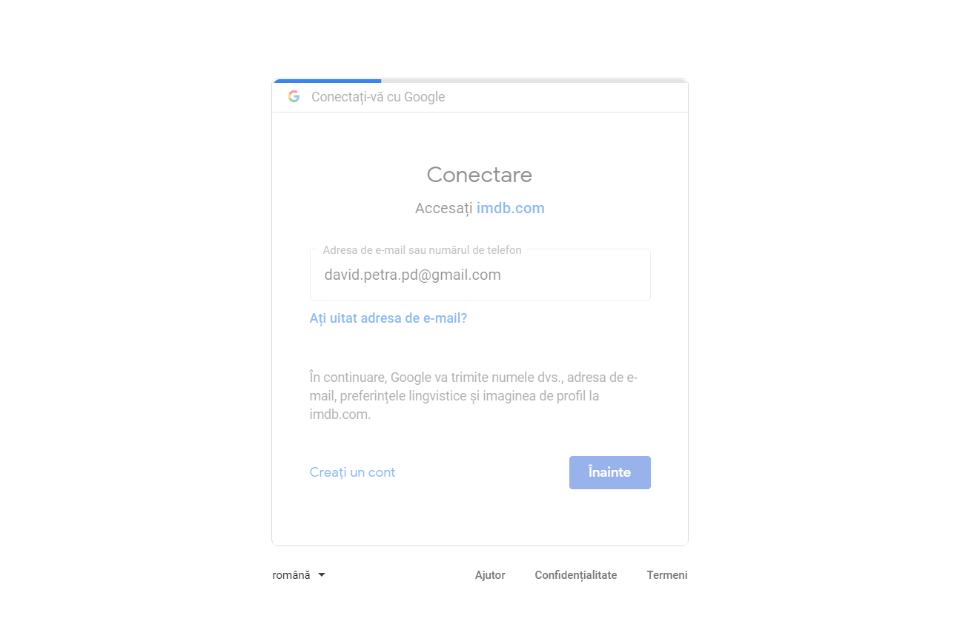 Conectați-vă cu Google
Conectare
Accesați imdb.com
Adresa de e-mail sau numărul de telefon
david.petra.pd@gmail.com
Ați uitat adresa de e-mail?
În continuare, Google va trimite numele dvs., adresa de e-
mail, preferințele lingvistice și imaginea de profil la
imdb.com.
Creați un cont
Înainte
română
Ajutor
Confidențialitate
Termeni